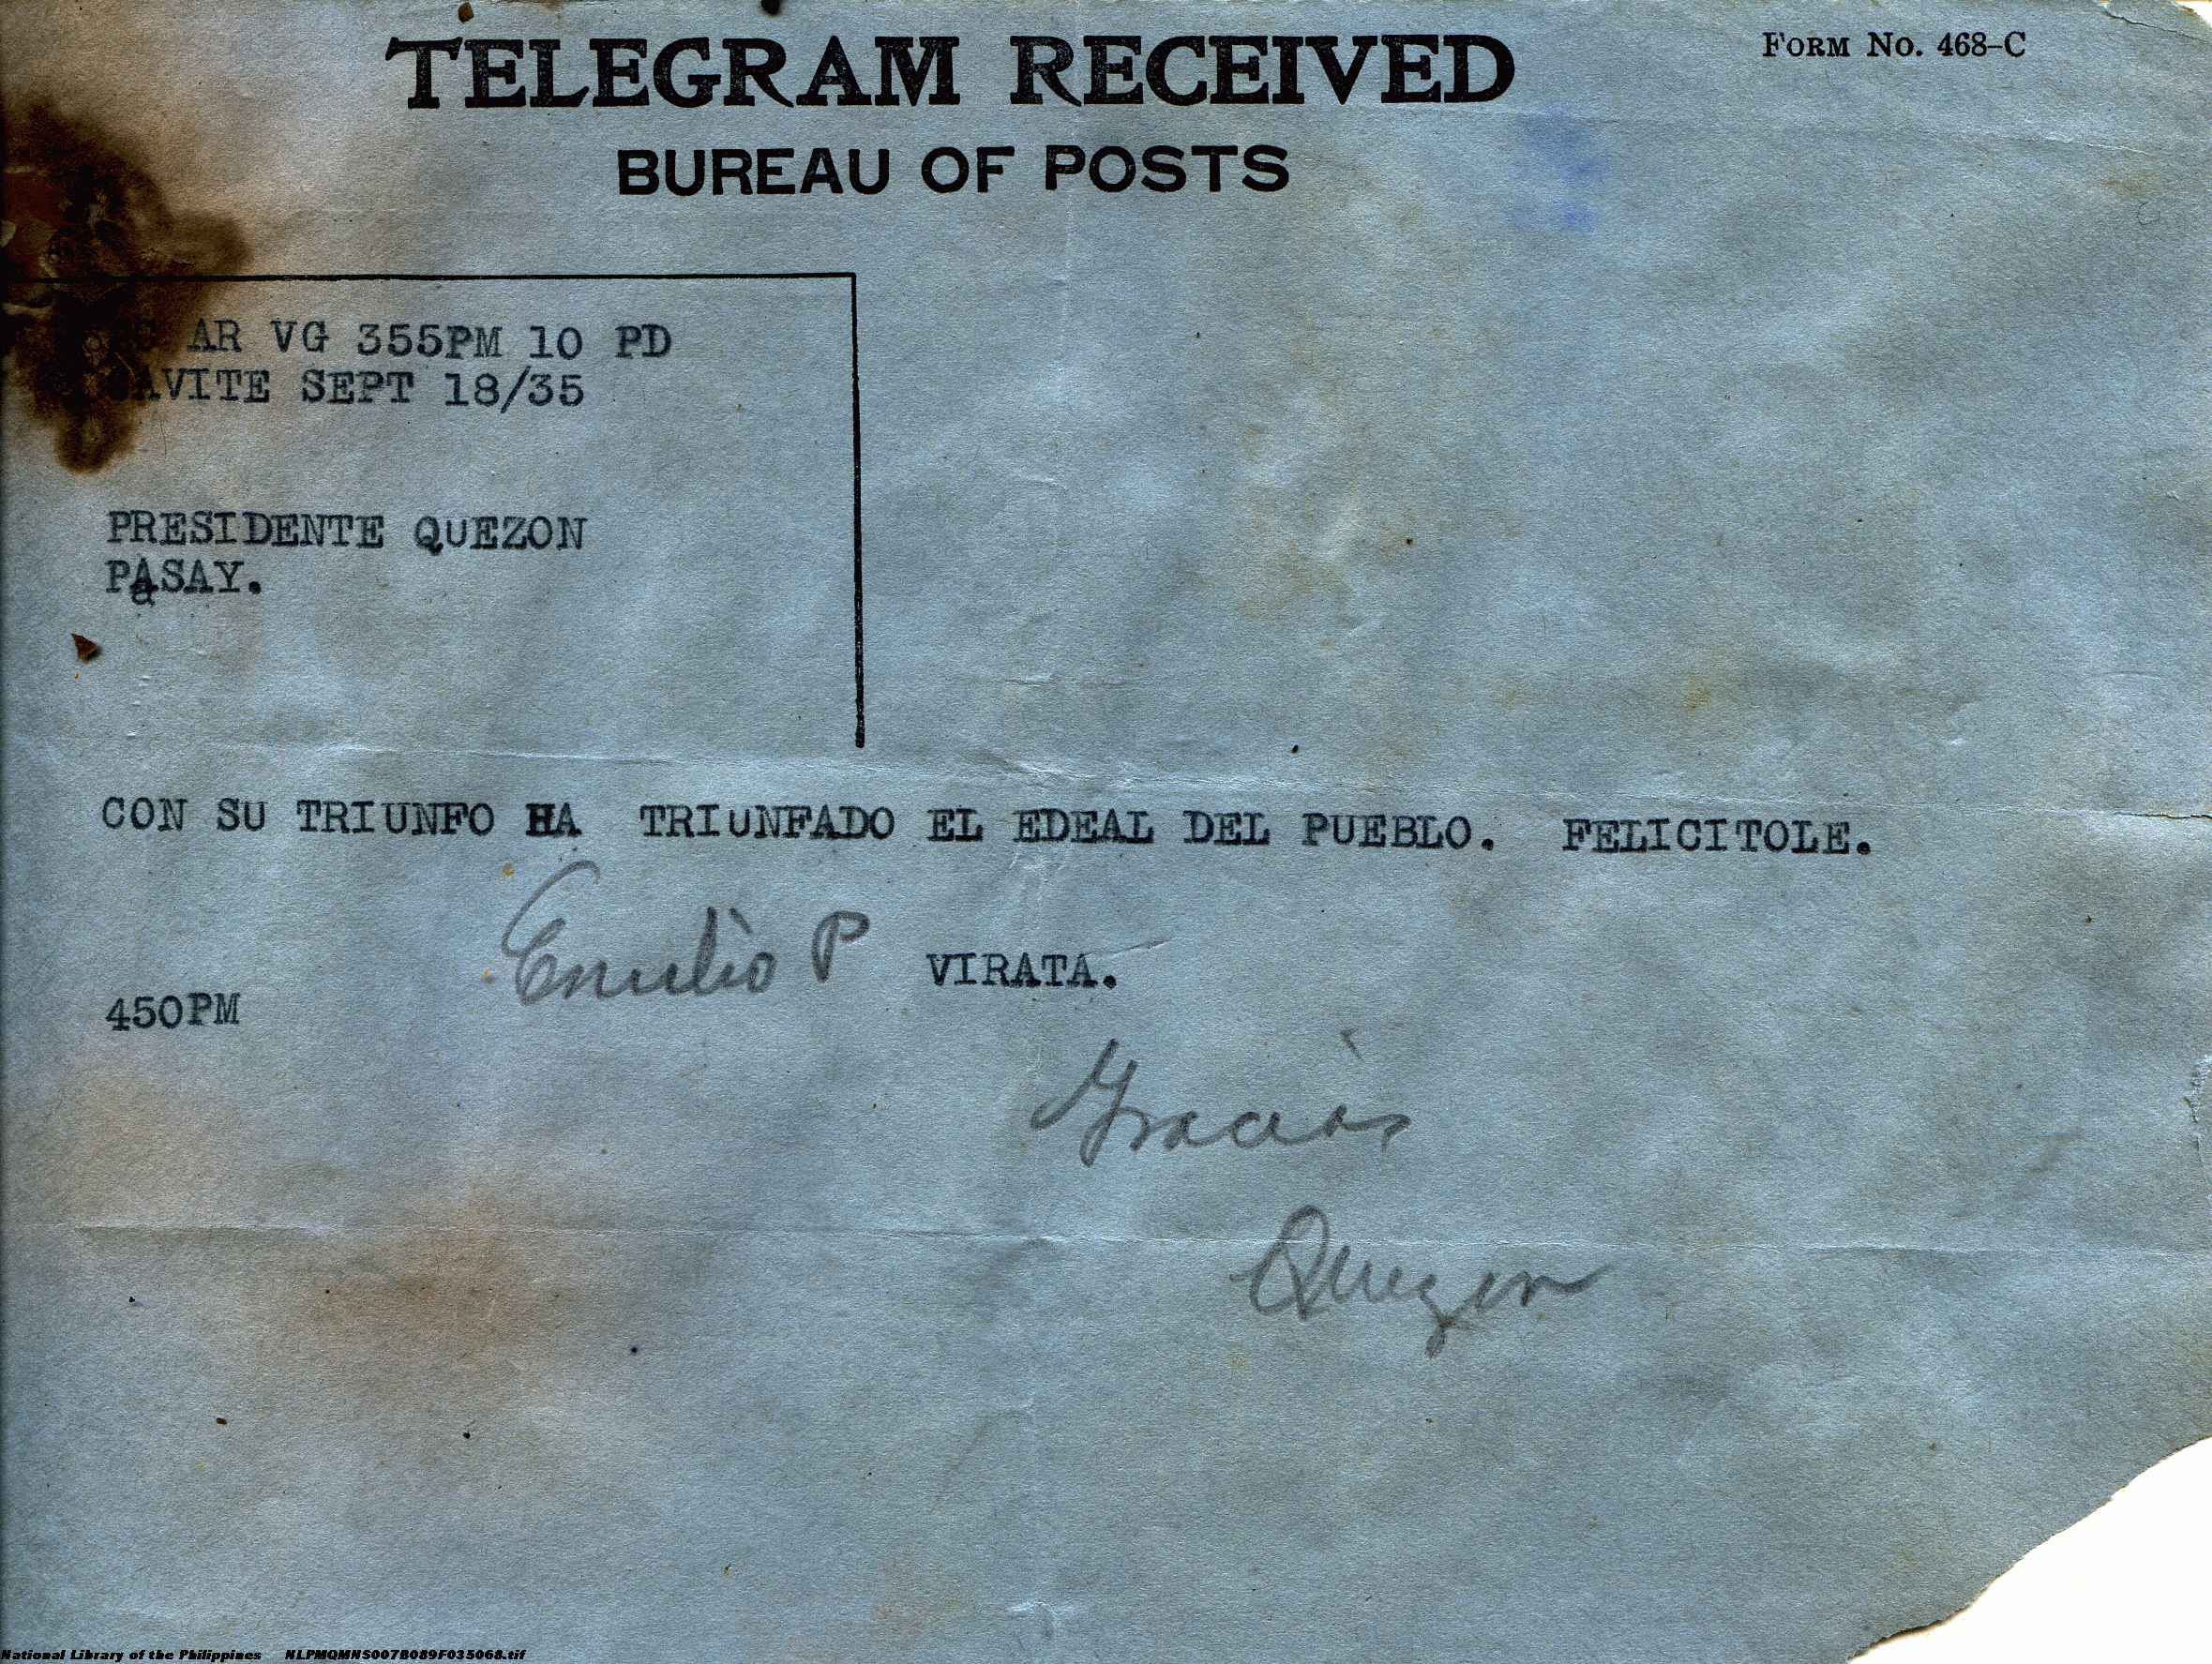 TELEGRAM RECEIVED
FORM NO. 468-C
BUREAU OF POSTS
AR VG 355PM 10 PD
CAVITE SEPT 18/35
PRESIDENTE QUEZON
PASAY.
CON SU TRIUNFO HA TRIUNFADO EL EDEAL DEL PUEBLO. FELICITOLE.
Emilio P VIRATA.
450PM
Gracias
Quezon
National Library of the Philippines NLPMQMNS007B089F035068.tif